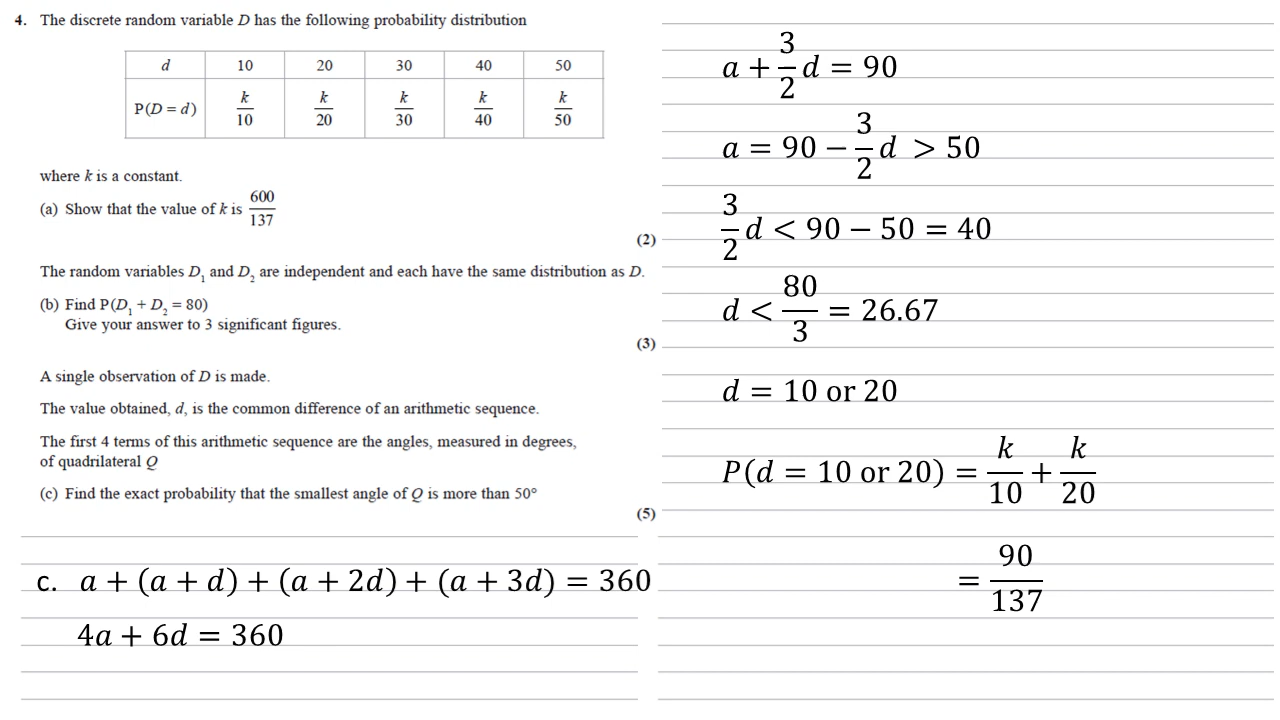 4. The discrete random variable D has the following probability distribution
d 10 20 30 40 50
P(D = d) k/10 k/20 k/30 k/40 k/50
where k is a constant.
(a) Show that the value of k is 600/137
(2)
The random variables D₁ and D₂ are independent and each have the same distribution as D.
(b) Find P(D₁ + D₂ = 80)
Give your answer to 3 significant figures.
(3)
A single observation of D is made.
The value obtained, d, is the common difference of an arithmetic sequence.
The first 4 terms of this arithmetic sequence are the angles, measured in degrees,
of quadrilateral Q
(c) Find the exact probability that the smallest angle of Q is more than 50°
(5)
c. a + (a + d) + (a + 2d) + (a + 3d) = 360
4a + 6d = 360
a + 3/2 d = 90
a = 90 − 3/2 d > 50
3/2 d < 90 − 50 = 40
d < 80/3 = 26.67
d = 10 or 20
P(d = 10 or 20) = k/10 + k/20
= 90/137